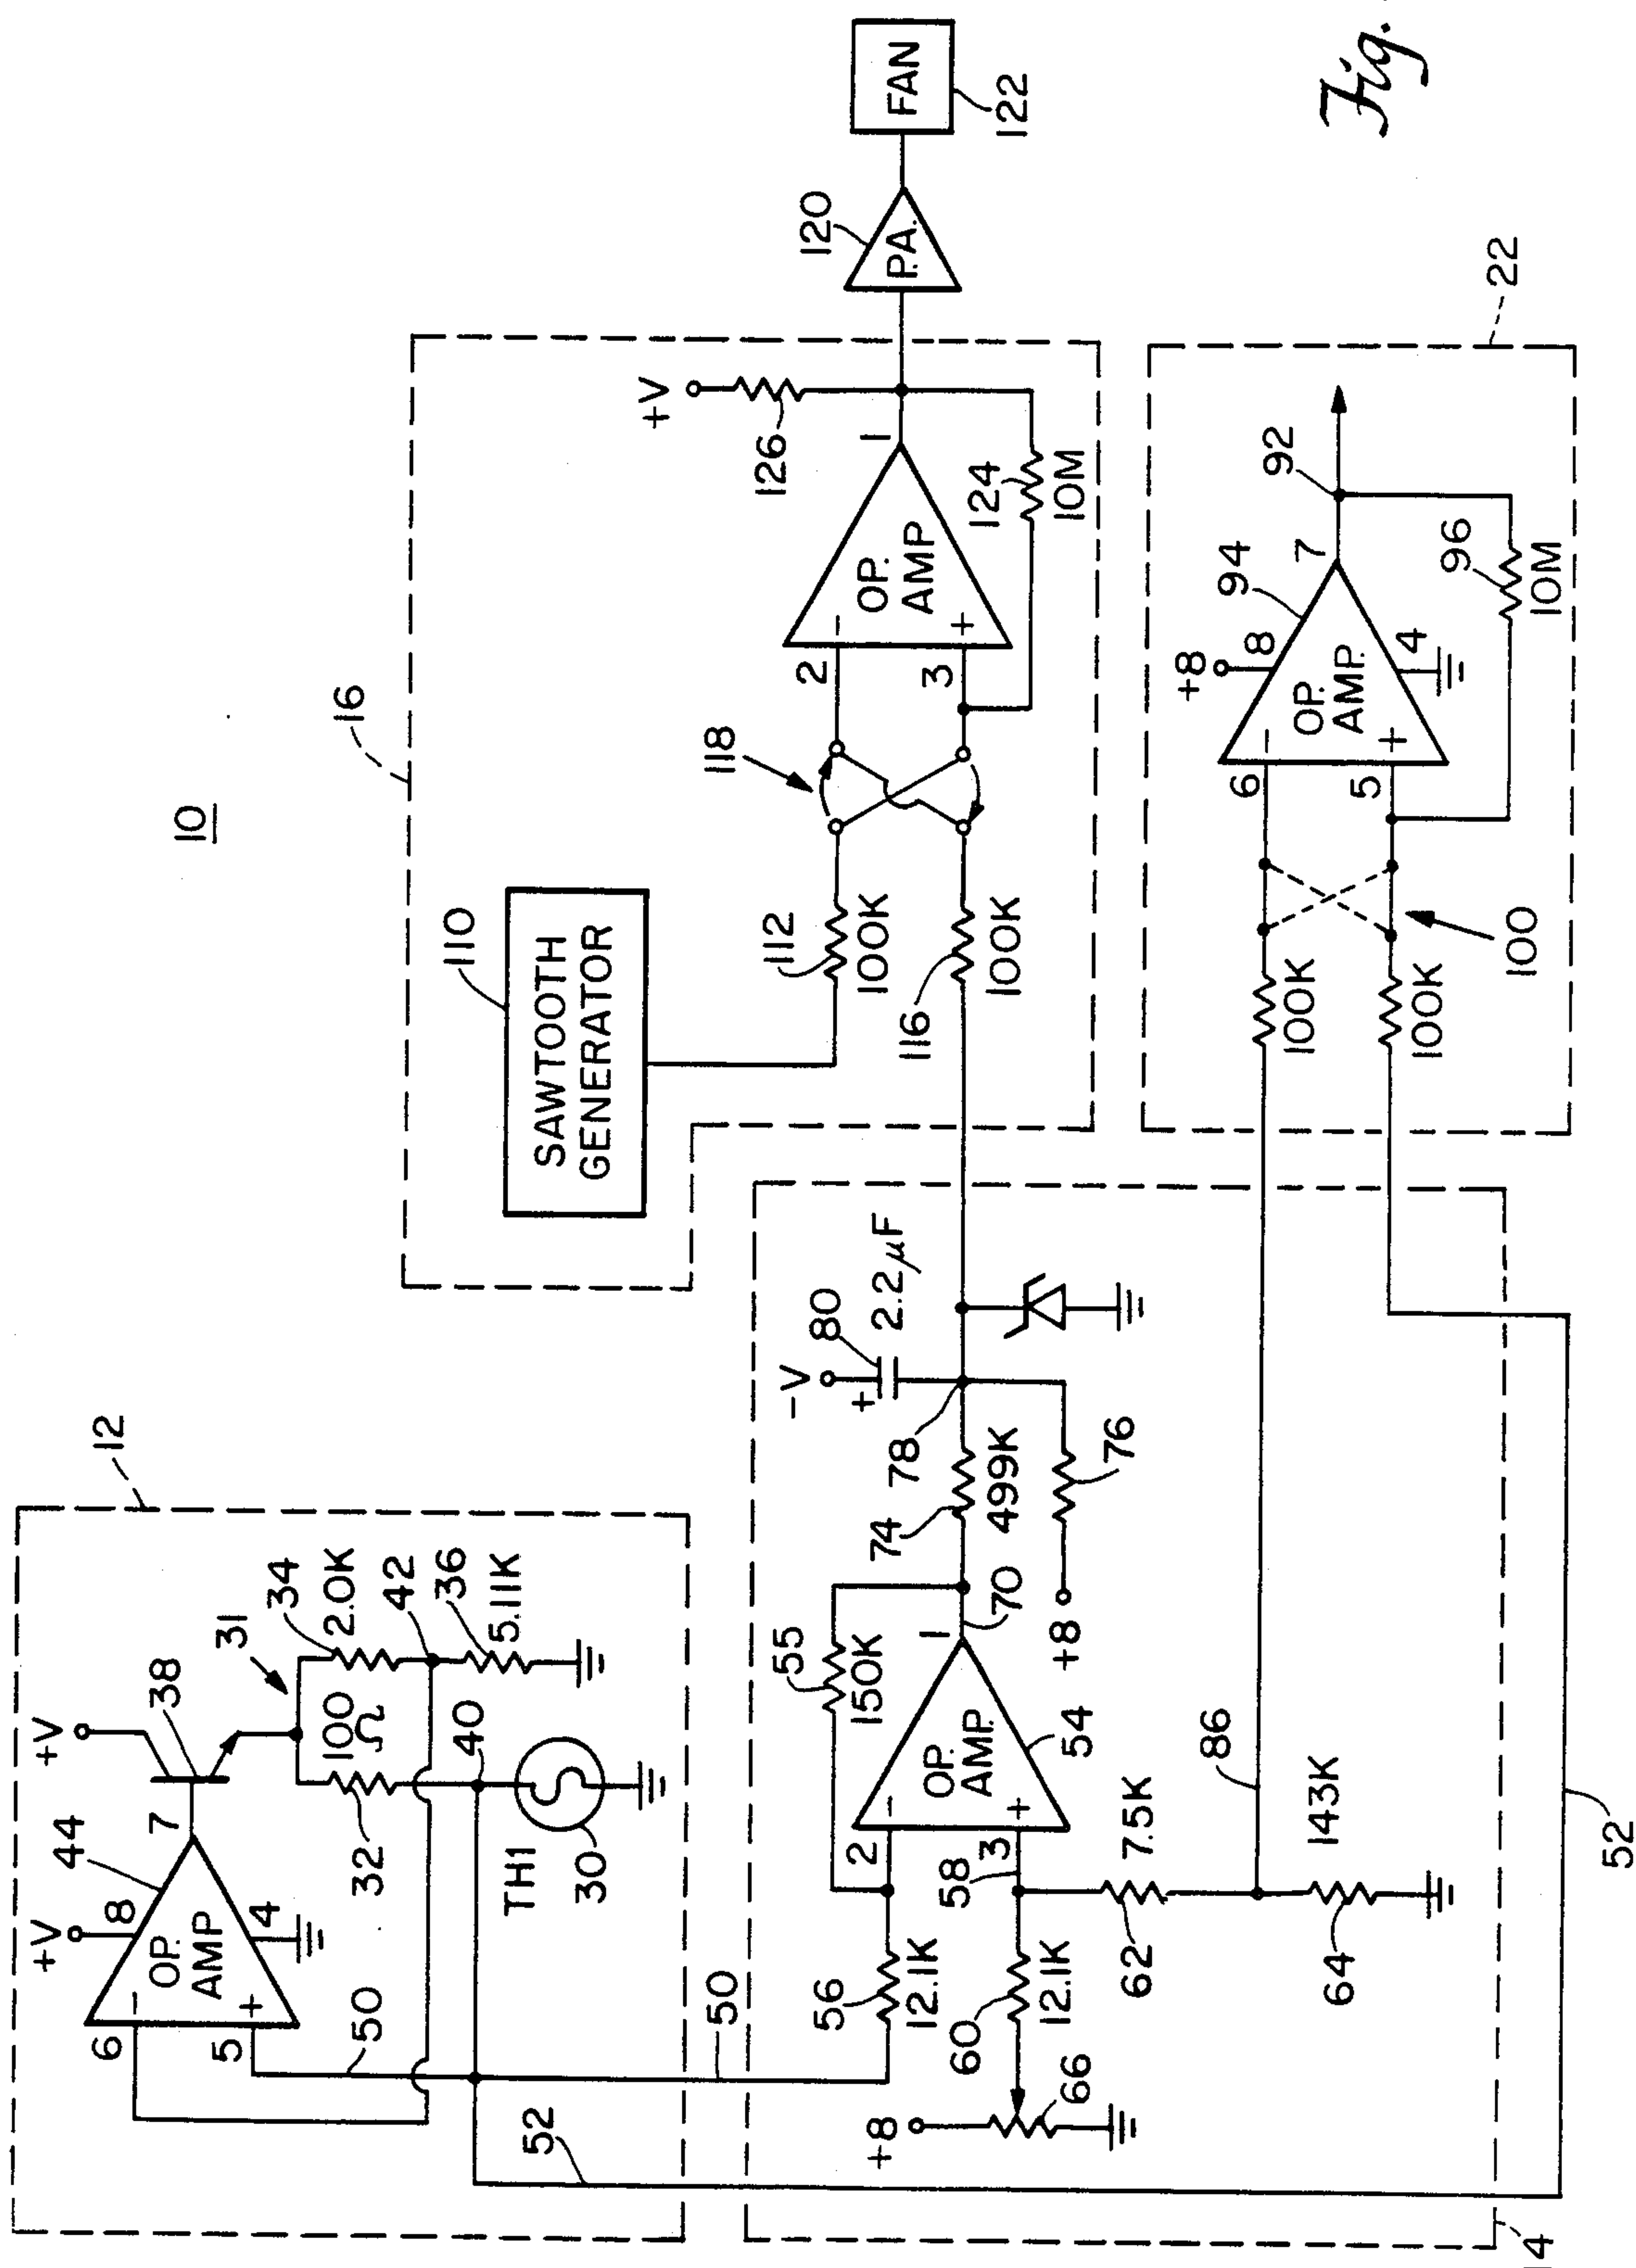 10
12
+V
+V
44
8
38
7
31
34
2.0K
100
Ω
42
36
5.11K
32
40
TH1
30
OP.
AMP
-
+
6
5
4
50
52
50
16
110
SAWTOOTH
GENERATOR
112
100K
116
100K
118
2
3
-
+
OP.
AMP
1
+V
126
124
10M
120
P.A.
FAN
122
56
12.1K
2
55
150K
-
+
OP.
AMP.
54
3
58
60
12.1K
+8
66
62
7.5K
64
143K
1
70
74
499K
78
76
+8
-V
+
80
2.2µF
86
52
22
100K
100K
100
6
5
-
+
OP.
AMP.
+8
8
94
7
92
4
96
10M
Fig.